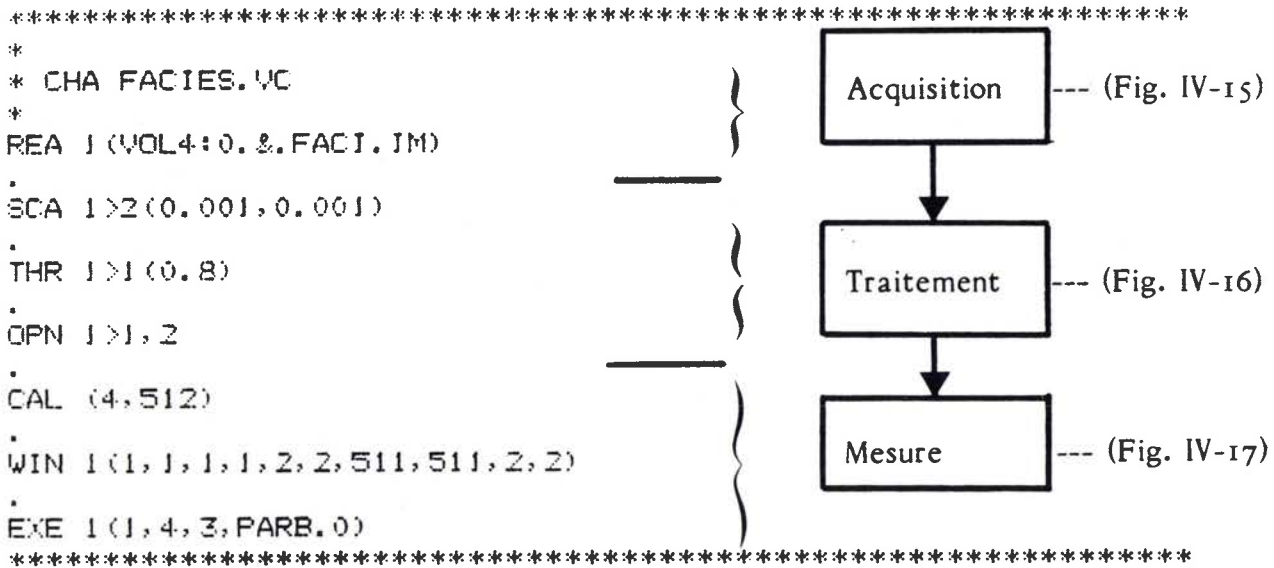 ****************************************************************
*
* CHA FACIES.VC
*
REA 1(VOL4:0.&.FACI.IM)
.
SCA 1>2(0.001,0.001)
.
THR 1>1(0.8)
.
OPN 1>1,2
.
CAL (4,512)
.
WIN 1(1,1,1,1,2,2,511,511,2,2)
.
EXE 1(1,4,3,PARB.0)
****************************************************************
Acquisition --- (Fig. IV-15)
Traitement --- (Fig. IV-16)
Mesure --- (Fig. IV-17)